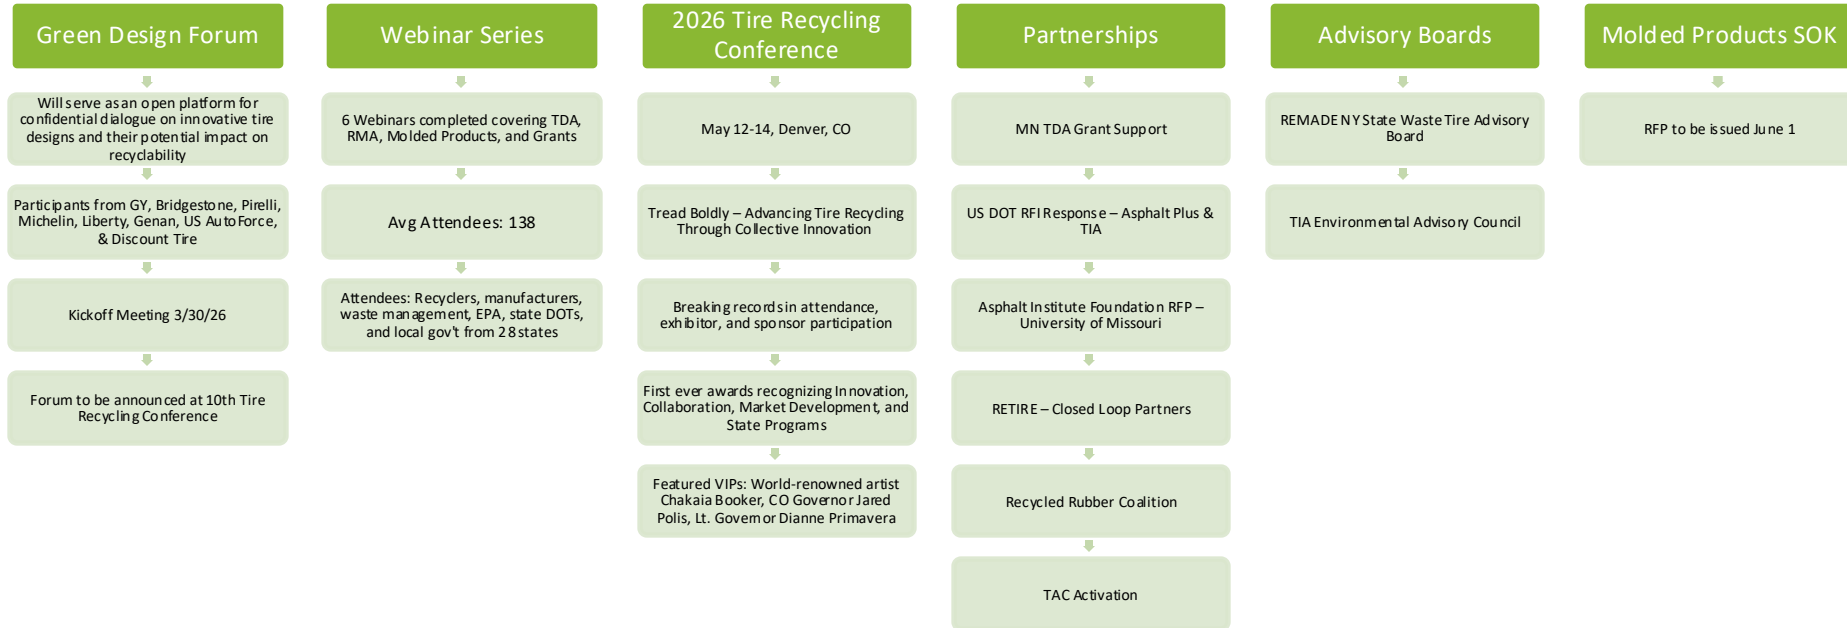 Green Design Forum
Will serve as an open platform for
confidential dialogue on innovative tire
designs and their potential impact on
recyclability
Participants from GY, Bridgestone, Pirelli,
Michelin, Liberty, Genan, US AutoForce,
& Discount Tire
Kickoff Meeting 3/30/26
Forum to be announced at 10th Tire
Recycling Conference
Webinar Series
6 Webinars completed covering TDA,
RMA, Molded Products, and Grants
Avg Attendees: 138
Attendees: Recyclers, manufacturers,
waste management, EPA, state DOTs,
and local gov't from 28 states
2026 Tire Recycling
Conference
May 12-14, Denver, CO
Tread Boldly – Advancing Tire Recycling
Through Collective Innovation
Breaking records in attendance,
exhibitor, and sponsor participation
First ever awards recognizing Innovation,
Collaboration, Market Development, and
State Programs
Featured VIPs: World-renowned artist
Chakaia Booker, CO Governor Jared
Polis, Lt. Governor Dianne Primavera
Partnerships
MN TDA Grant Support
US DOT RFI Response – Asphalt Plus &
TIA
Asphalt Institute Foundation RFP –
University of Missouri
RETIRE – Closed Loop Partners
Recycled Rubber Coalition
TAC Activation
Advisory Boards
REMADE NY State Waste Tire Advisory
Board
TIA Environmental Advisory Council
Molded Products SOK
RFP to be issued June 1